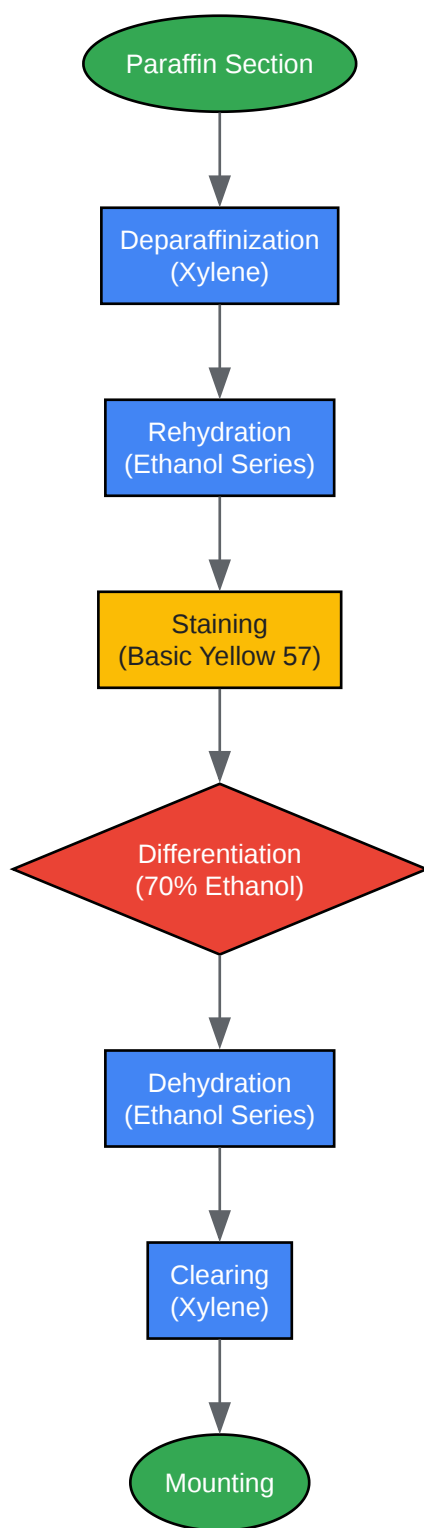 Paraffin Section
Deparaffinization
(Xylene)
Rehydration
(Ethanol Series)
Staining
(Basic Yellow 57)
Differentiation
(70% Ethanol)
Dehydration
(Ethanol Series)
Clearing
(Xylene)
Mounting